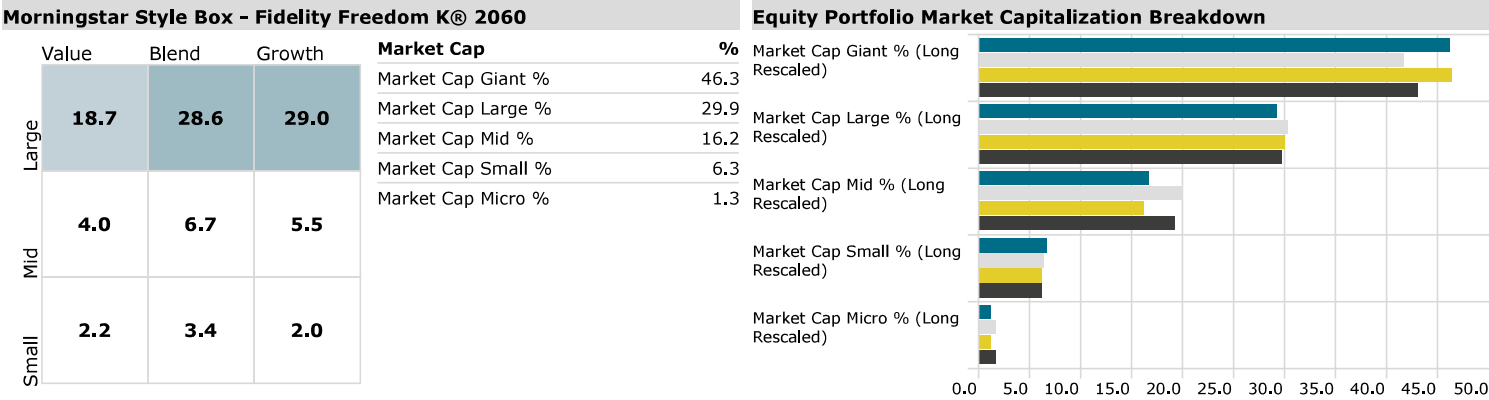 Morningstar Style Box - Fidelity Freedom K® 2060
Value Blend Growth
Large 18.7 28.6 29.0
Mid 4.0 6.7 5.5
Small 2.2 3.4 2.0
Market Cap %
Market Cap Giant % 46.3
Market Cap Large % 29.9
Market Cap Mid % 16.2
Market Cap Small % 6.3
Market Cap Micro % 1.3
Equity Portfolio Market Capitalization Breakdown
Market Cap Giant % (Long
Rescaled)
Market Cap Large % (Long
Rescaled)
Market Cap Mid % (Long
Rescaled)
Market Cap Small % (Long
Rescaled)
Market Cap Micro % (Long
Rescaled)
0.0 5.0 10.0 15.0 20.0 25.0 30.0 35.0 40.0 45.0 50.0